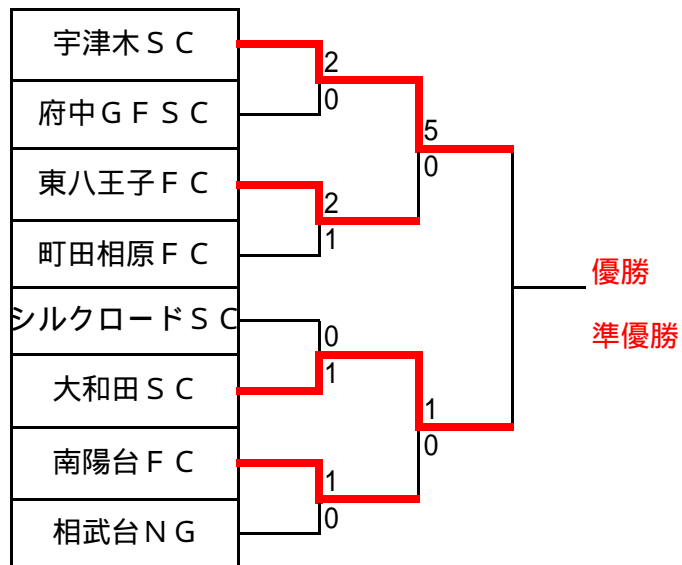 宇津木ＳＣ
府中ＧＦＳＣ
東八王子ＦＣ
町田相原ＦＣ
シルクロードＳＣ
大和田ＳＣ
南陽台ＦＣ
相武台ＮＧ
2
0
2
1
0
1
1
0
5
0
1
0
優勝
準優勝